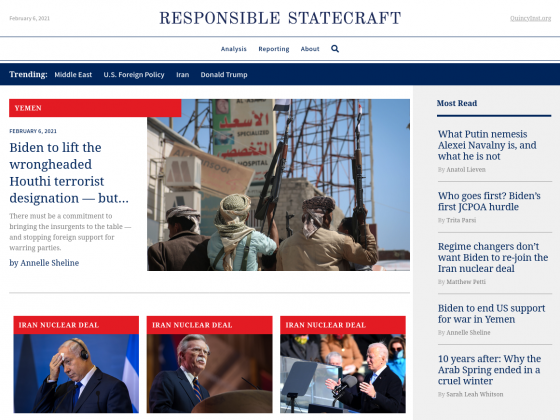 February 6, 2021
RESPONSIBLE STATECRAFT
QuincyInst.org
Analysis Reporting About
Trending: Middle East U.S. Foreign Policy Iran Donald Trump
YEMEN
FEBRUARY 6, 2021
Biden to lift the
wrongheaded
Houthi terrorist
designation — but...
There must be a commitment to
bringing the insurgents to the table —
and stopping foreign support for
warring parties.
by Annelle Sheline
الأسعدي
SPECIALIZED
HOSPITAL
Most Read
What Putin nemesis
Alexei Navalny is, and
what he is not
By Anatol Lieven
Who goes first? Biden's
first JCPOA hurdle
By Trita Parsi
Regime changers don't
want Biden to re-join the
Iran nuclear deal
By Matthew Petti
Biden to end US support
for war in Yemen
By Annelle Sheline
10 years after: Why the
Arab Spring ended in a
cruel winter
By Sarah Leah Whitson
IRAN NUCLEAR DEAL
IRAN NUCLEAR DEAL
IRAN NUCLEAR DEAL